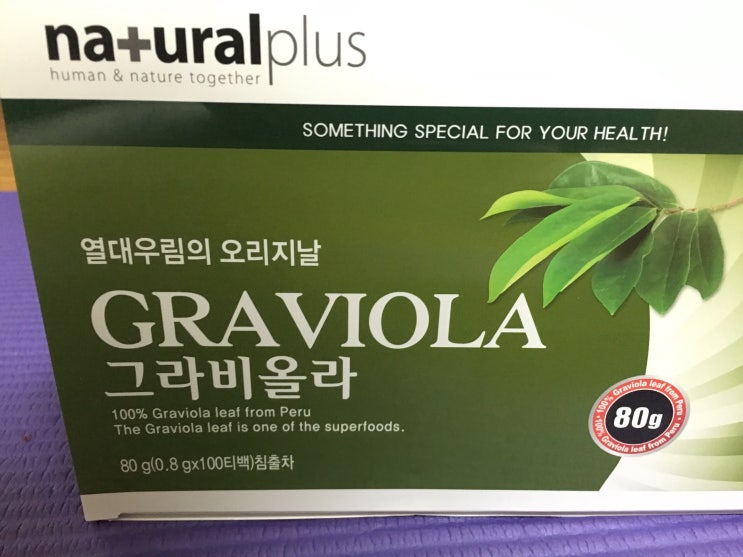 na+uralplus
human & nature together
SOMETHING SPECIAL FOR YOUR HEALTH!
열대우림의 오리지날
GRAVIOLA
그라비올라
100% Graviola leaf from Peru
The Graviola leaf is one of the superfoods.
80 g(0.8 gx100티백)침출차
100% Graviola leaf from Peru
80g
100% Graviola leaf from Peru